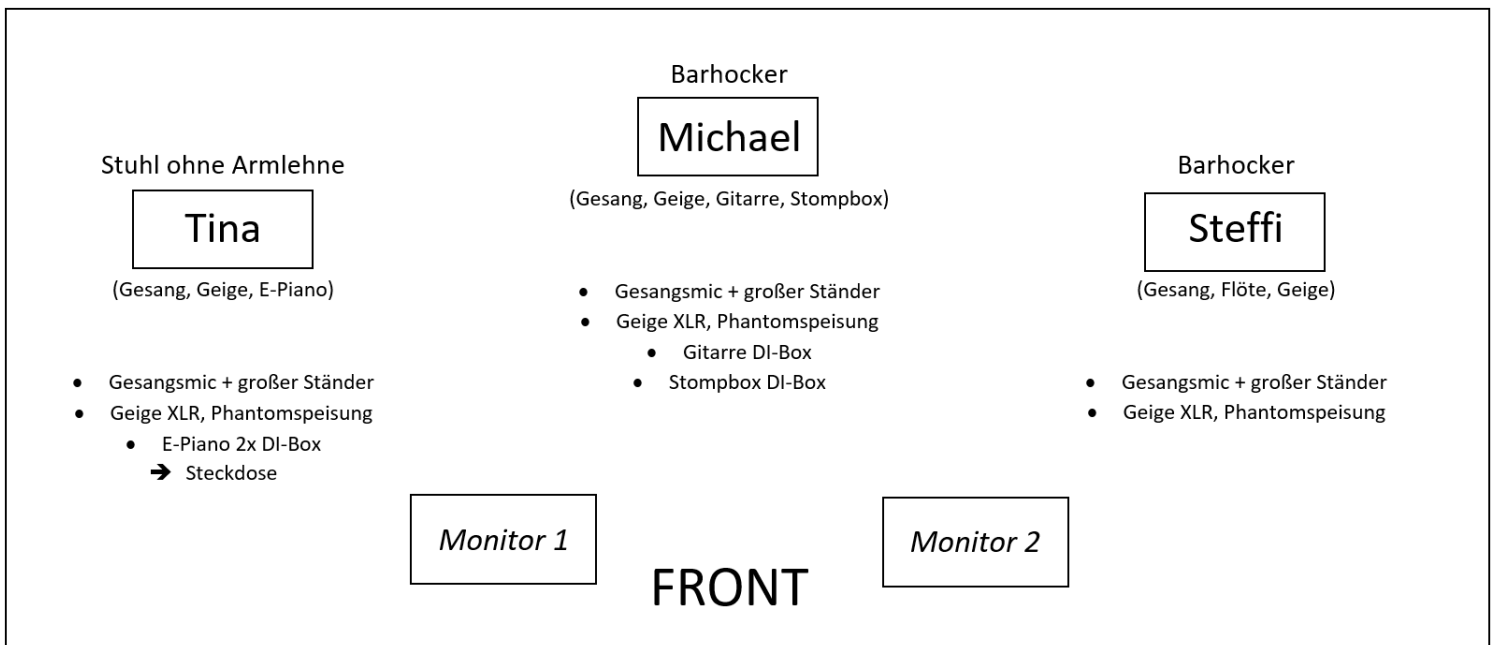 Barhocker
Michael
(Gesang, Geige, Gitarre, Stompbox)
• Gesangsmic + großer Ständer
• Geige XLR, Phantomspeisung
• Gitarre DI-Box
• Stompbox DI-Box
Stuhl ohne Armlehne
Tina
(Gesang, Geige, E-Piano)
• Gesangsmic + großer Ständer
• Geige XLR, Phantomspeisung
• E-Piano 2x DI-Box
➔ Steckdose
Barhocker
Steffi
(Gesang, Flöte, Geige)
• Gesangsmic + großer Ständer
• Geige XLR, Phantomspeisung
Monitor 1
Monitor 2
FRONT